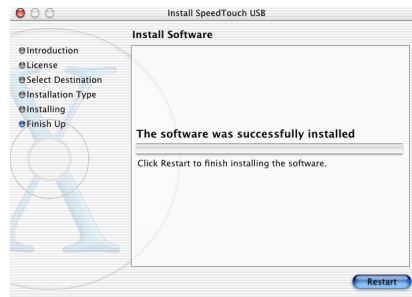 Install SpeedTouch USB
Install Software
Introduction
License
Select Destination
Installation Type
Installing
Finish Up
The software was successfully installed
Click Restart to finish installing the software.
Restart